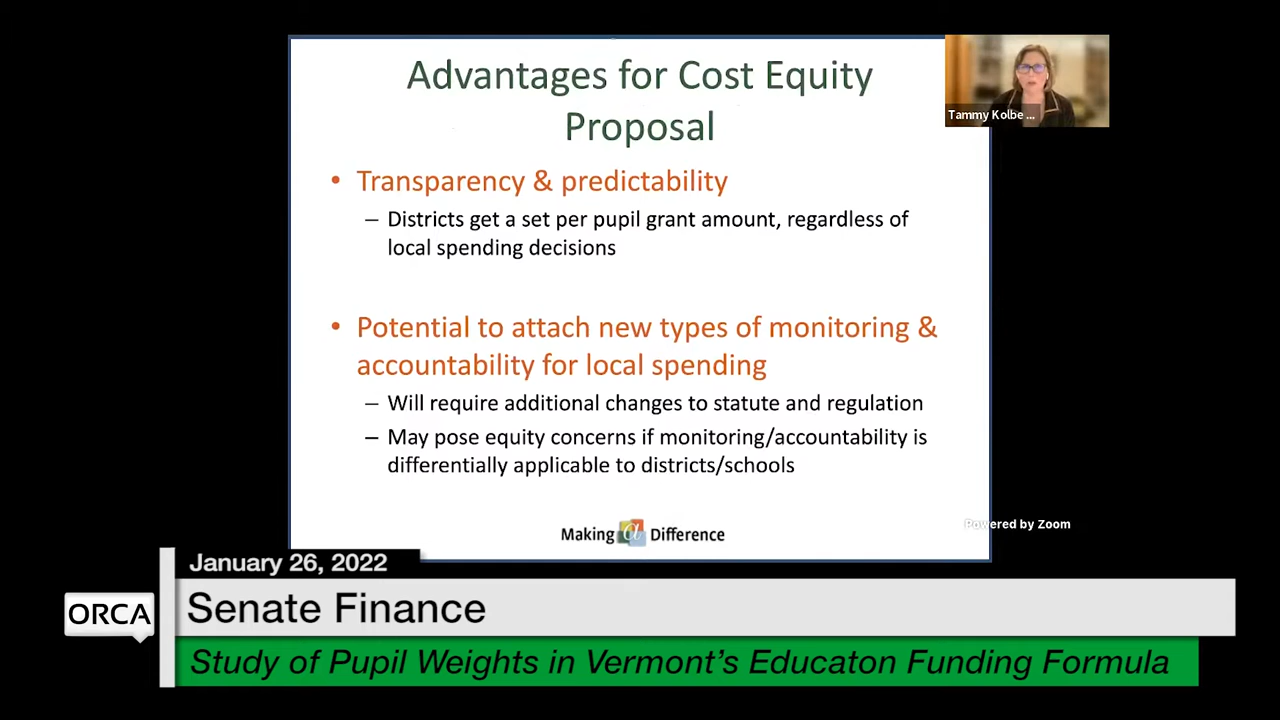 Advantages for Cost Equity
Proposal
Tammy Kolbe ...
• Transparency & predictability
– Districts get a set per pupil grant amount, regardless of
local spending decisions
• Potential to attach new types of monitoring &
accountability for local spending
– Will require additional changes to statute and regulation
– May pose equity concerns if monitoring/accountability is
differentially applicable to districts/schools
Making a Difference
Powered by Zoom
January 26, 2022
ORCA
Senate Finance
Study of Pupil Weights in Vermont's Educaton Funding Formula